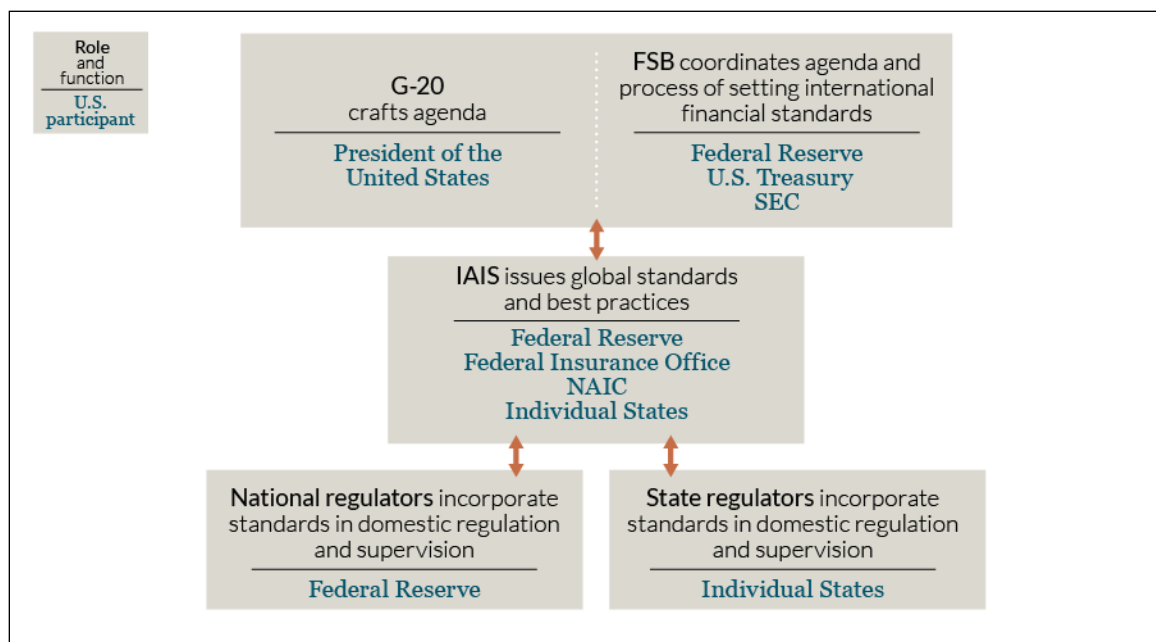 Role
and
function
U.S.
participant
G-20
crafts agenda
President of the
United States
FSB coordinates agenda and
process of setting international
financial standards
Federal Reserve
U.S. Treasury
SEC
IAIS issues global standards
and best practices
Federal Reserve
Federal Insurance Office
NAIC
Individual States
National regulators incorporate
standards in domestic regulation
and supervision
Federal Reserve
State regulators incorporate
standards in domestic regulation
and supervision
Individual States